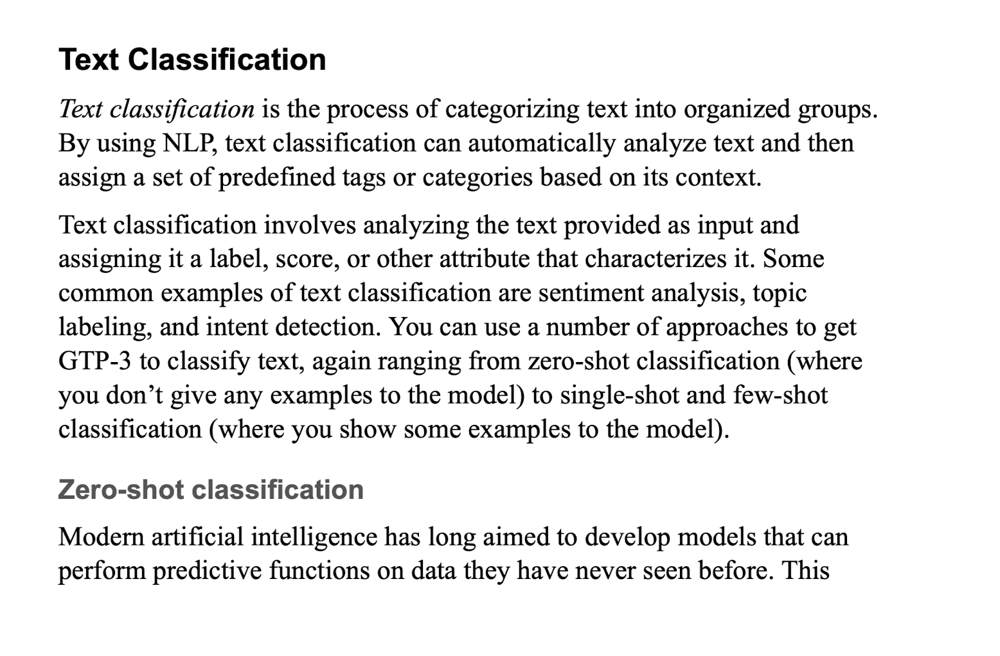 Text Classification
Text classification is the process of categorizing text into organized groups.
By using NLP, text classification can automatically analyze text and then
assign a set of predefined tags or categories based on its context.
Text classification involves analyzing the text provided as input and
assigning it a label, score, or other attribute that characterizes it. Some
common examples of text classification are sentiment analysis, topic
labeling, and intent detection. You can use a number of approaches to get
GTP-3 to classify text, again ranging from zero-shot classification (where
you don’t give any examples to the model) to single-shot and few-shot
classification (where you show some examples to the model).
Zero-shot classification
Modern artificial intelligence has long aimed to develop models that can
perform predictive functions on data they have never seen before. This